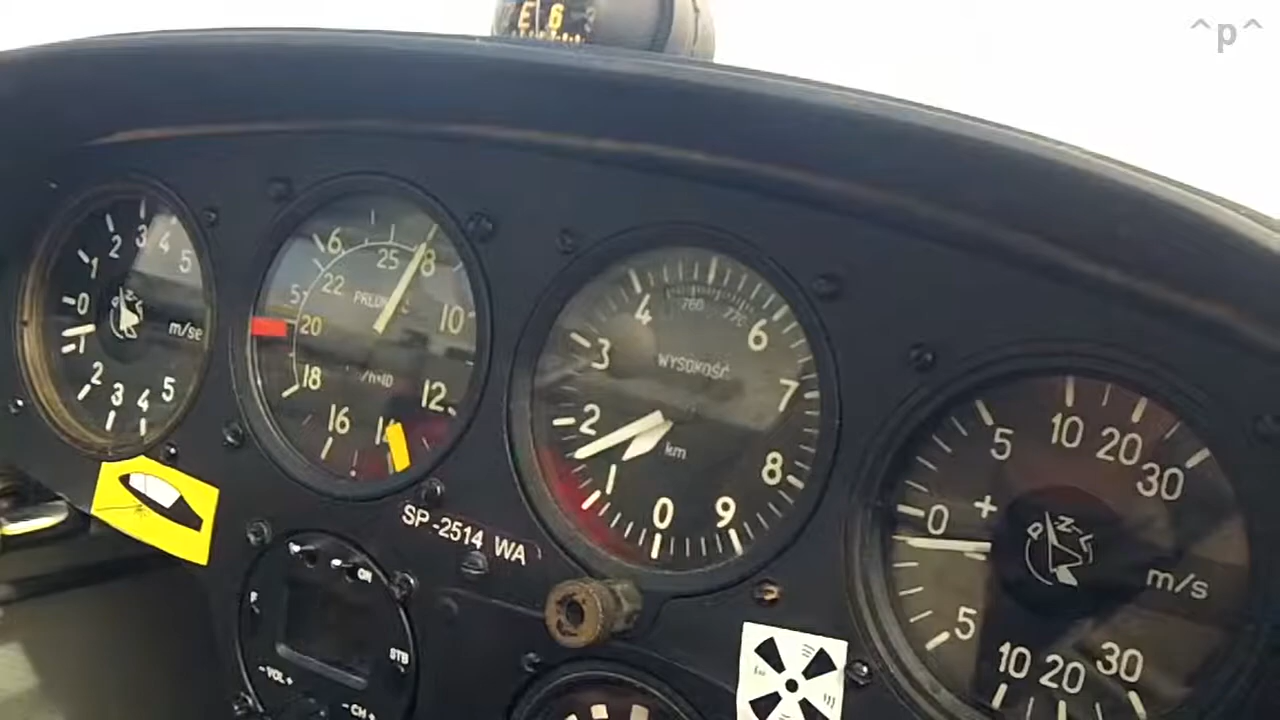 ^p^
E 6
2 3 4 5
1
0
m/se
1
2 3 4 5
6 25 8
22
5
20 10
18 12
16
/h×10
760 770
4 6
3 WYSOKOŚĆ 7
2 km 8
1 0 9
SP-2514 WA
ON
STB
-VOL+
-CH+
5 10 20 30
0 +
m/s
5 10 20 30